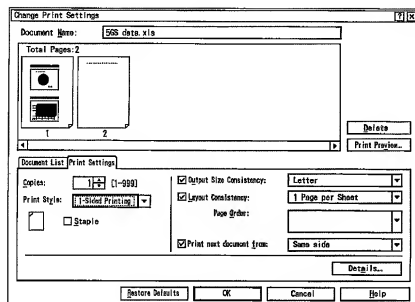 Change Print Settings
Document Name: 5GS data.xls
Total Pages:2
1 2
Delete
Print Preview...
Document List Print Settings
Copies: 1 [1-999]
Print Style: 1-Sided Printing
Staple
Output Size Consistency: Letter
Layout Consistency: 1 Page per Sheet
Page Order:
Print next document from: Same side
Details...
Restore Defaults OK Cancel Help